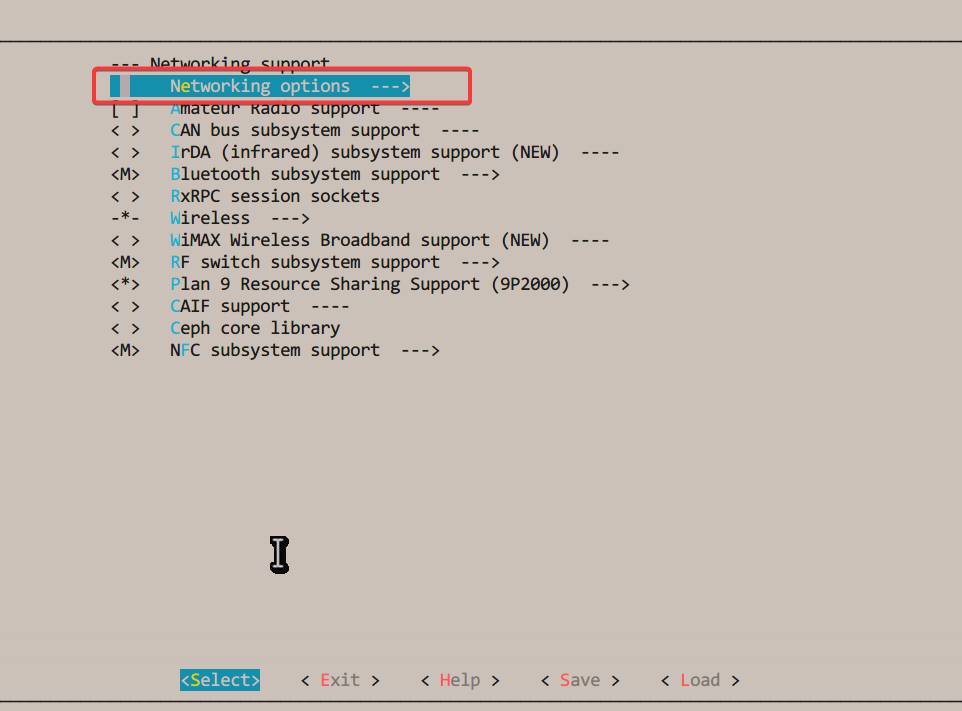 --- Networking support
Networking options  --->
[ ]   Amateur Radio support  ----
< >   CAN bus subsystem support  ----
< >   IrDA (infrared) subsystem support (NEW)  ----
<M>   Bluetooth subsystem support  --->
< >   RxRPC session sockets
-*-   Wireless  --->
< >   WiMAX Wireless Broadband support (NEW)  ----
<M>   RF switch subsystem support  --->
<*>   Plan 9 Resource Sharing Support (9P2000)  --->
< >   CAIF support  ----
< >   Ceph core library
<M>   NFC subsystem support  --->
<Select>    < Exit >    < Help >    < Save >    < Load >